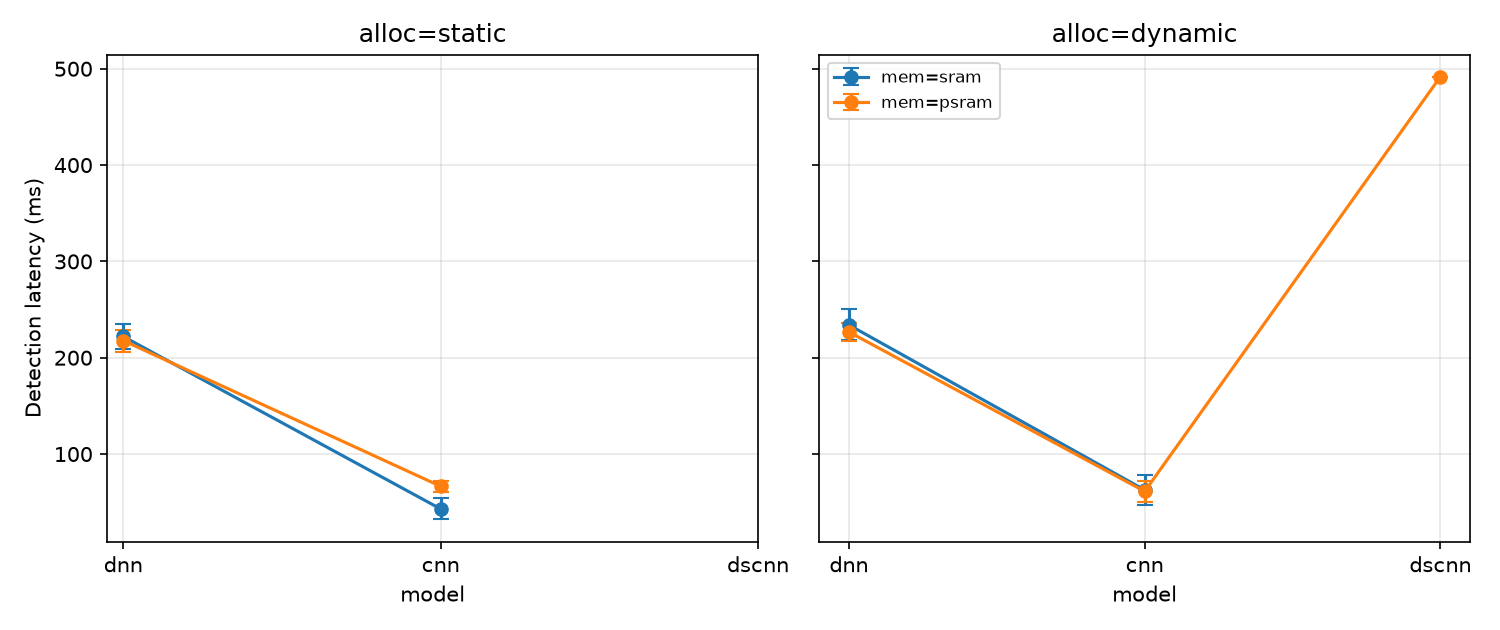 alloc=static
alloc=dynamic
Detection latency (ms)
500
400
300
200
100
mem=sram
mem=psram
dnn
cnn
dscnn
model
dnn
cnn
dscnn
model